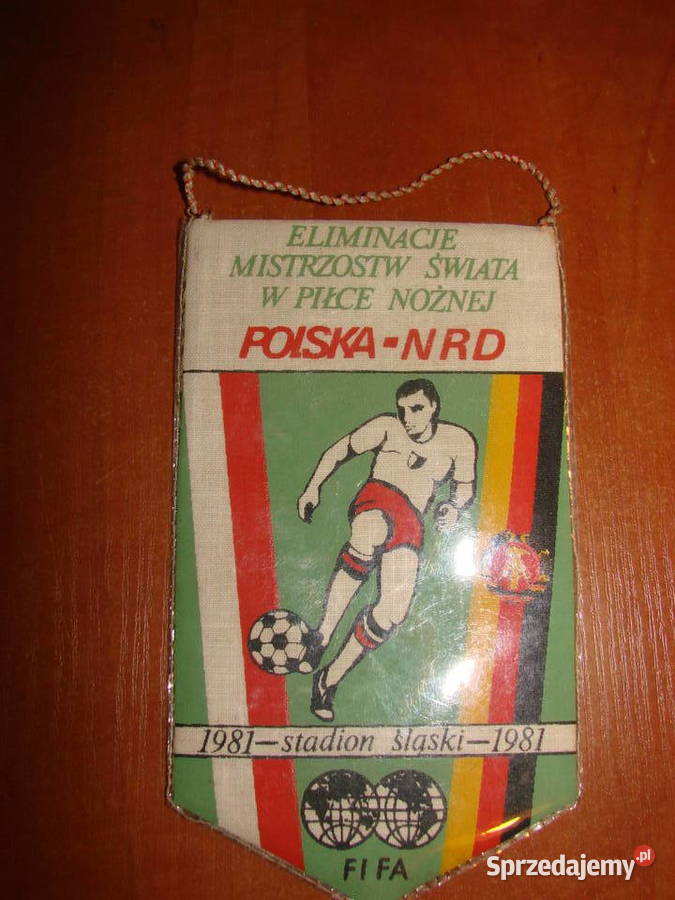 ELIMINACJE
MISTRZOSTW ŚWIATA
W PIŁCE NOŻNEJ
POLSKA-NRD
1981-stadion śląski-1981
FIFA
Sprzedajemy.pl